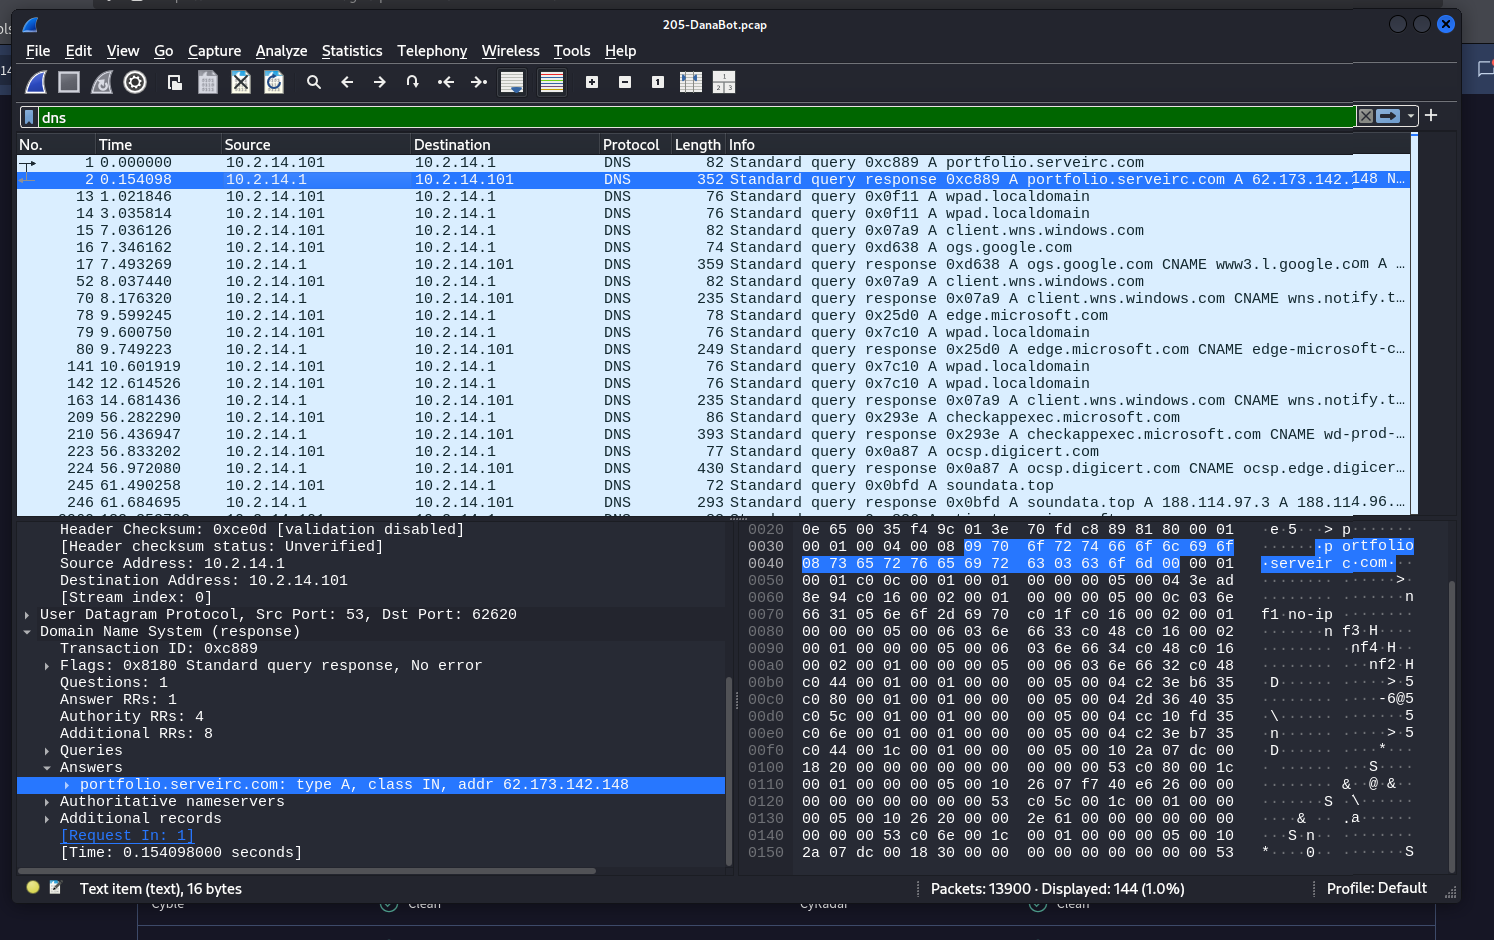 205-DanaBot.pcap
File Edit View Go Capture Analyze Statistics Telephony Wireless Tools Help
dns
No. Time Source Destination Protocol Length Info
1 0.000000 10.2.14.101 10.2.14.1 DNS 82 Standard query 0xc889 A portfolio.serveirc.com
2 0.154098 10.2.14.1 10.2.14.101 DNS 352 Standard query response 0xc889 A portfolio.serveirc.com A 62.173.142.148 N…
13 1.021846 10.2.14.101 10.2.14.1 DNS 76 Standard query 0x0f11 A wpad.localdomain
14 3.035814 10.2.14.101 10.2.14.1 DNS 76 Standard query 0x0f11 A wpad.localdomain
15 7.036126 10.2.14.101 10.2.14.1 DNS 82 Standard query 0x07a9 A client.wns.windows.com
16 7.346162 10.2.14.101 10.2.14.1 DNS 74 Standard query 0xd638 A ogs.google.com
17 7.493269 10.2.14.1 10.2.14.101 DNS 359 Standard query response 0xd638 A ogs.google.com CNAME www3.l.google.com A …
52 8.037440 10.2.14.101 10.2.14.1 DNS 82 Standard query 0x07a9 A client.wns.windows.com
70 8.176320 10.2.14.1 10.2.14.101 DNS 235 Standard query response 0x07a9 A client.wns.windows.com CNAME wns.notify.t…
78 9.599245 10.2.14.101 10.2.14.1 DNS 78 Standard query 0x25d0 A edge.microsoft.com
79 9.600750 10.2.14.101 10.2.14.1 DNS 76 Standard query 0x7c10 A wpad.localdomain
80 9.749223 10.2.14.1 10.2.14.101 DNS 249 Standard query response 0x25d0 A edge.microsoft.com CNAME edge-microsoft-c…
141 10.601919 10.2.14.101 10.2.14.1 DNS 76 Standard query 0x7c10 A wpad.localdomain
142 12.614526 10.2.14.101 10.2.14.1 DNS 76 Standard query 0x7c10 A wpad.localdomain
163 14.681436 10.2.14.1 10.2.14.101 DNS 235 Standard query response 0x07a9 A client.wns.windows.com CNAME wns.notify.t…
209 56.282290 10.2.14.101 10.2.14.1 DNS 86 Standard query 0x293e A checkappexec.microsoft.com
210 56.436947 10.2.14.1 10.2.14.101 DNS 393 Standard query response 0x293e A checkappexec.microsoft.com CNAME wd-prod-…
223 56.833202 10.2.14.101 10.2.14.1 DNS 77 Standard query 0x0a87 A ocsp.digicert.com
224 56.972080 10.2.14.1 10.2.14.101 DNS 430 Standard query response 0x0a87 A ocsp.digicert.com CNAME ocsp.edge.digicer…
245 61.490258 10.2.14.101 10.2.14.1 DNS 72 Standard query 0x0bfd A soundata.top
246 61.684695 10.2.14.1 10.2.14.101 DNS 293 Standard query response 0x0bfd A soundata.top A 188.114.97.3 A 188.114.96.…
Header Checksum: 0xce0d [validation disabled]
[Header checksum status: Unverified]
Source Address: 10.2.14.1
Destination Address: 10.2.14.101
[Stream index: 0]
User Datagram Protocol, Src Port: 53, Dst Port: 62620
Domain Name System (response)
Transaction ID: 0xc889
Flags: 0x8180 Standard query response, No error
Questions: 1
Answer RRs: 1
Authority RRs: 4
Additional RRs: 8
Queries
Answers
portfolio.serveirc.com: type A, class IN, addr 62.173.142.148
Authoritative nameservers
Additional records
[Request In: 1]
[Time: 0.154098000 seconds]
0020 0e 65 00 35 f4 9c 01 3e 70 fd c8 89 81 80 00 01 ·e·5···> p·······
0030 00 01 00 04 00 08 09 70 6f 72 74 66 6f 6c 69 6f ·······p ortfolio
0040 08 73 65 72 76 65 69 72 63 03 63 6f 6d 00 00 01 ·serveir c·com···
0050 00 01 c0 0c 00 01 00 01 00 00 00 05 00 04 3e ad ········ ······>·
0060 8e 94 c0 16 00 02 00 01 00 00 00 05 00 0c 03 6e ········ ·······n
0070 66 31 05 6e 6f 2d 69 70 c0 1f c0 16 00 02 00 01 f1·no-ip ········
0080 00 00 00 05 00 06 03 6e 66 33 c0 48 c0 16 00 02 ·······n f3·H····
0090 00 01 00 00 00 05 00 06 03 6e 66 34 c0 48 c0 16 ········ ·nf4·H··
00a0 00 02 00 01 00 00 00 05 00 06 03 6e 66 32 c0 48 ········ ···nf2·H
00b0 c0 44 00 01 00 01 00 00 00 05 00 04 c2 3e b6 35 ·D······ ·····>·5
00c0 c0 80 00 01 00 01 00 00 00 05 00 04 2d 36 40 35 ········ ····-6@5
00d0 c0 5c 00 01 00 01 00 00 00 05 00 04 cc 10 fd 35 ·\······ ·······5
00e0 c0 6e 00 01 00 01 00 00 00 05 00 04 c2 3e b7 35 ·n······ ·····>·5
00f0 c0 44 00 1c 00 01 00 00 00 05 00 10 2a 07 dc 00 ·D······ ····*···
0100 18 20 00 00 00 00 00 00 00 00 00 53 c0 80 00 1c · ······ ···S····
0110 00 01 00 00 00 05 00 10 26 07 f7 40 e6 26 00 00 ········ &··@·&··
0120 00 00 00 00 00 00 00 53 c0 5c 00 1c 00 01 00 00 ·······S ·\······
0130 00 05 00 10 26 20 00 00 2e 61 00 00 00 00 00 00 ····& ·· .a······
0140 00 00 00 53 c0 6e 00 1c 00 01 00 00 00 05 00 10 ···S·n·· ········
0150 2a 07 dc 00 18 30 00 00 00 00 00 00 00 00 00 53 *····0·· ·······S
Text item (text), 16 bytes Packets: 13900 · Displayed: 144 (1.0%) Profile: Default
Cyble Clean CyRadar Clean